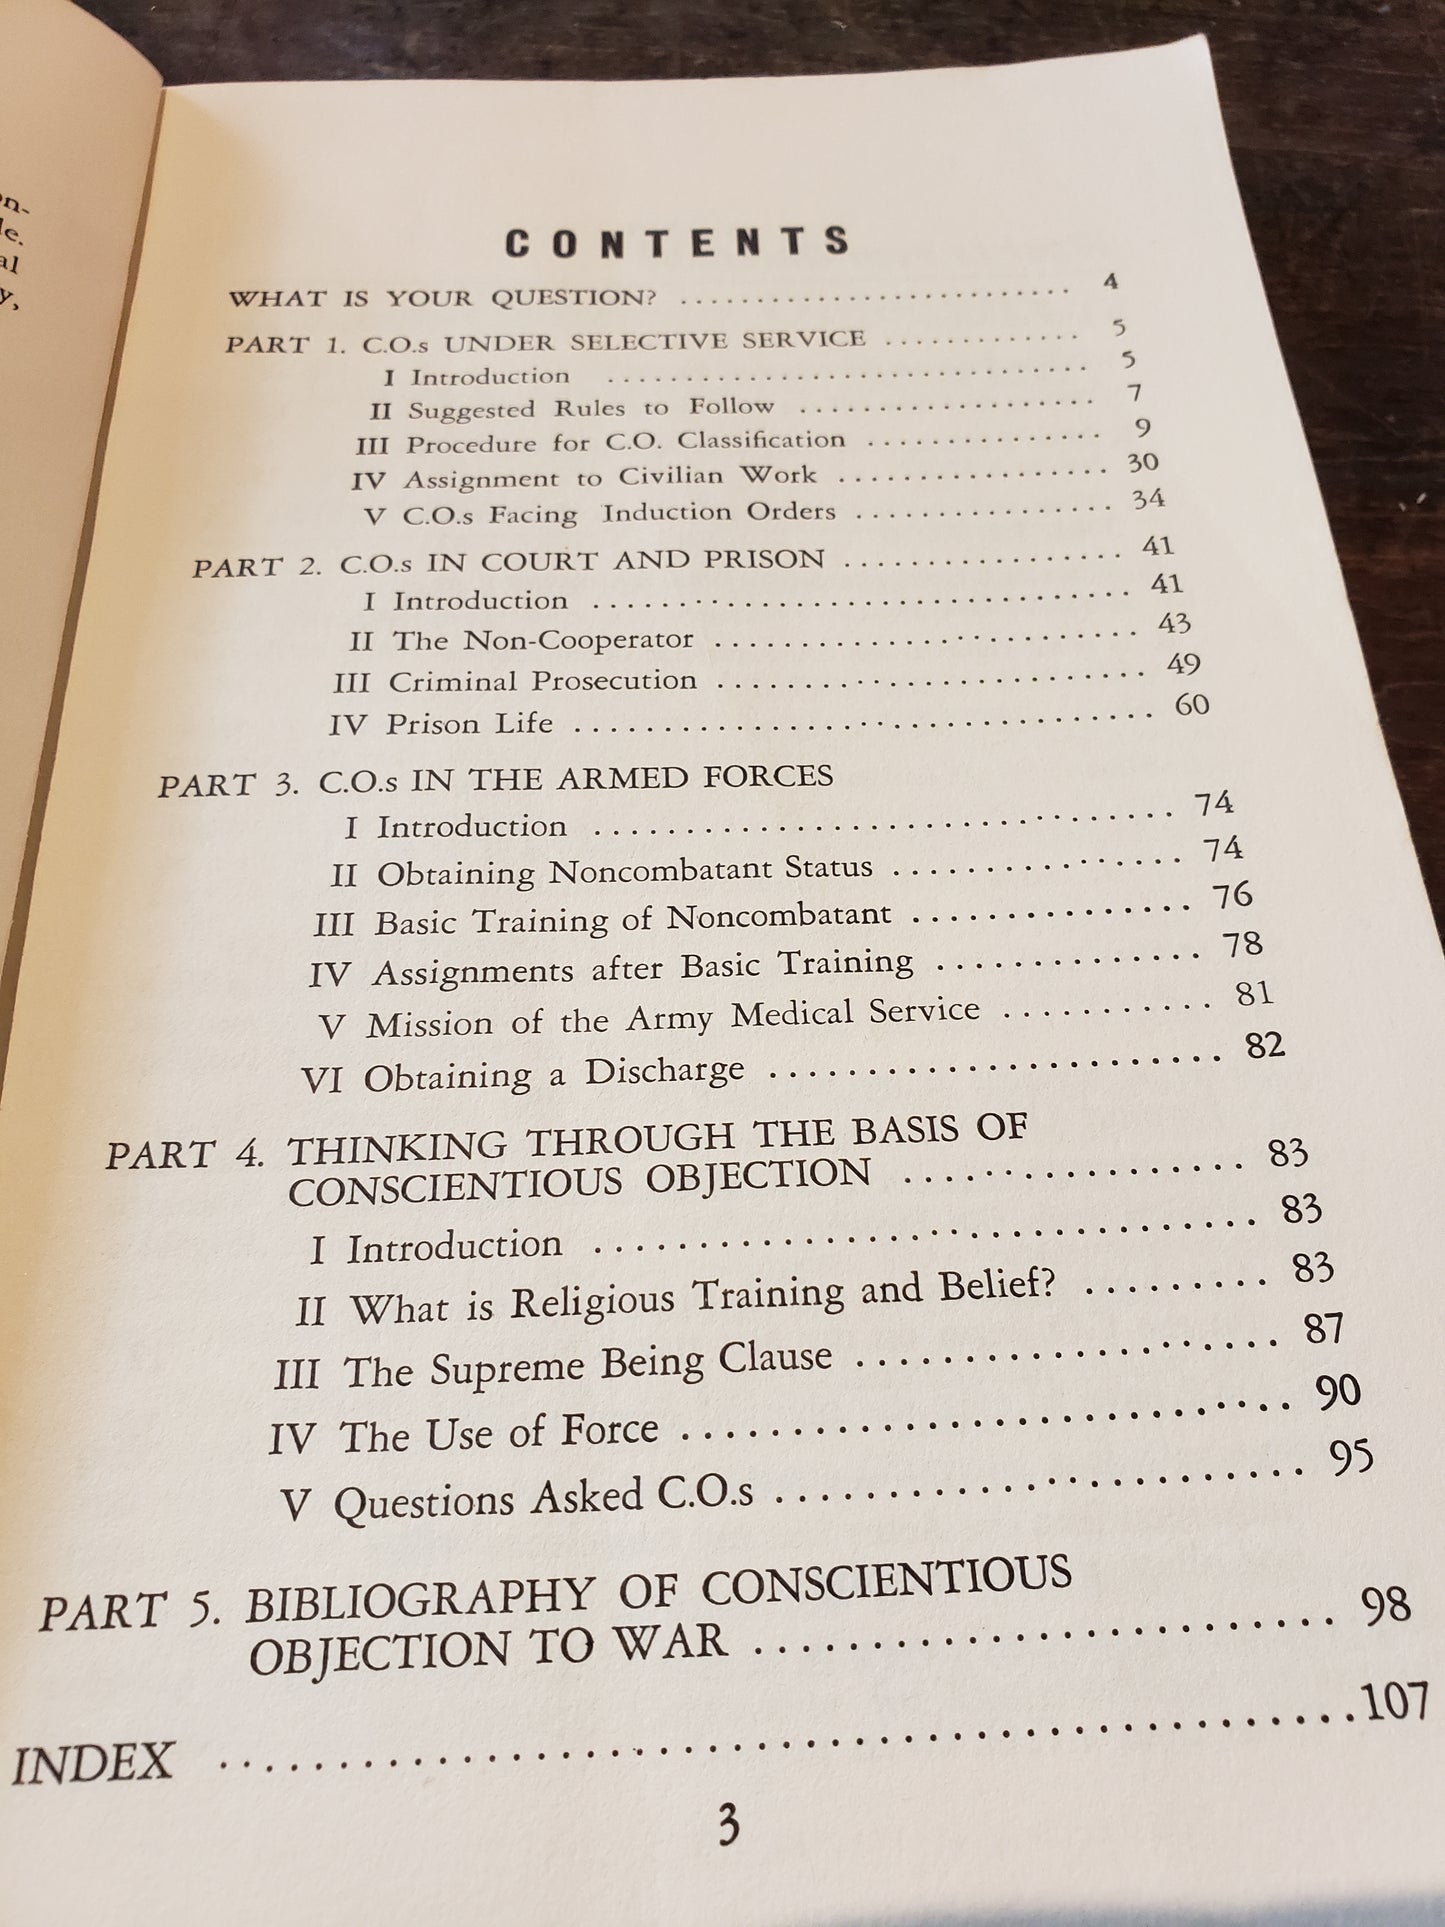 on-
le.
al
y,
CONTENTS
WHAT IS YOUR QUESTION? ........................... 4
PART 1. C.O.s UNDER SELECTIVE SERVICE ............. 5
I Introduction .............................. 5
II Suggested Rules to Follow ................... 7
III Procedure for C.O. Classification ............... 9
IV Assignment to Civilian Work ................. 30
V C.O.s Facing Induction Orders ................ 34
PART 2. C.O.s IN COURT AND PRISON ................ 41
I Introduction ................................ 41
II The Non-Cooperator ......................... 43
III Criminal Prosecution ........................ 49
IV Prison Life ................................ 60
PART 3. C.O.s IN THE ARMED FORCES
I Introduction .............................. 74
II Obtaining Noncombatant Status ............... 74
III Basic Training of Noncombatant ............... 76
IV Assignments after Basic Training .............. 78
V Mission of the Army Medical Service ........... 81
VI Obtaining a Discharge ...................... 82
PART 4. THINKING THROUGH THE BASIS OF
CONSCIENTIOUS OBJECTION ................ 83
I Introduction ............................... 83
II What is Religious Training and Belief? ......... 83
III The Supreme Being Clause .................... 87
IV The Use of Force ........................... 90
V Questions Asked C.O.s ........................ 95
PART 5. BIBLIOGRAPHY OF CONSCIENTIOUS
OBJECTION TO WAR ......................... 98
INDEX ................................................107
3